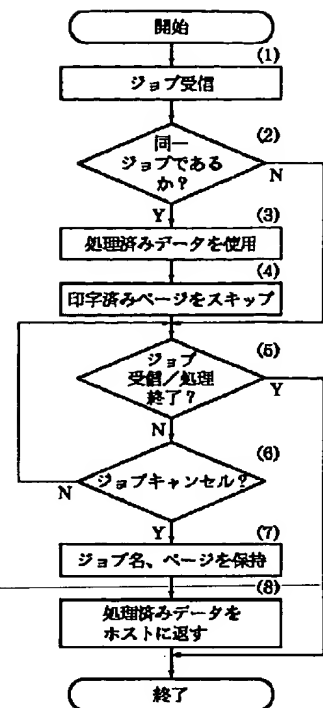 開始
(1)
ジョブ受信
(2)
同一
ジョブである
か?
N
Y
(3)
処理済みデータを使用
(4)
印字済みページをスキップ
(5)
ジョブ
受信/処理
終了?
Y
N
(6)
ジョブキャンセル?
N
Y
(7)
ジョブ名、ページを保持
(8)
処理済みデータを
ホストに返す
終了